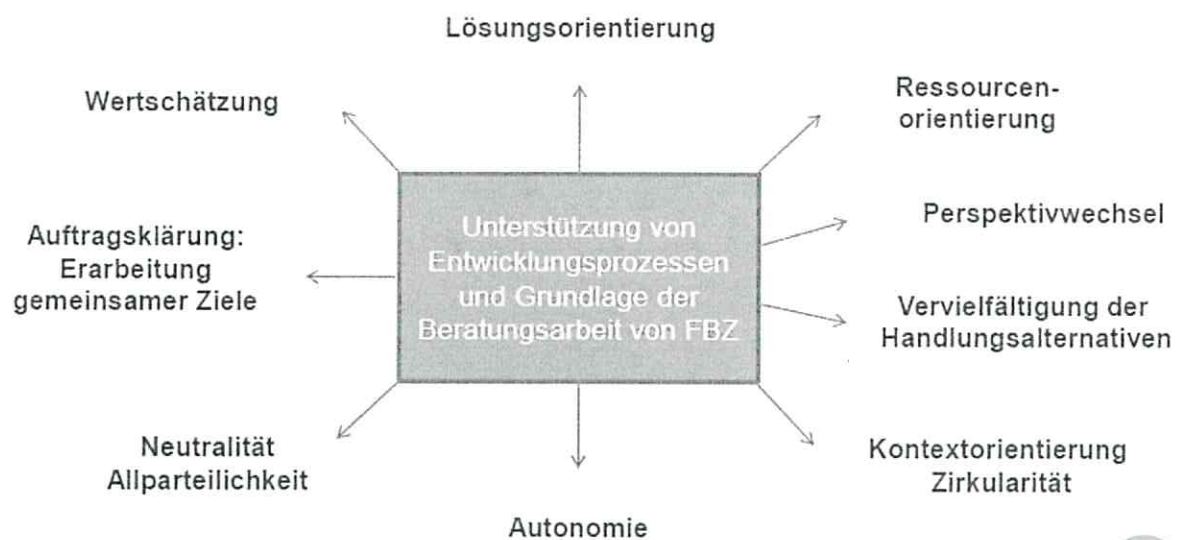 Lösungsorientierung
Wertschätzung
Ressourcen-
orientierung
Perspektivwechsel
Auftragsklärung:
Erarbeitung
gemeinsamer Ziele
Unterstützung von
Entwicklungsprozessen
und Grundlage der
Beratungsarbeit von FBZ
Vervielfältigung der
Handlungsalternativen
Neutralität
Allparteilichkeit
Kontextorientierung
Zirkularität
Autonomie